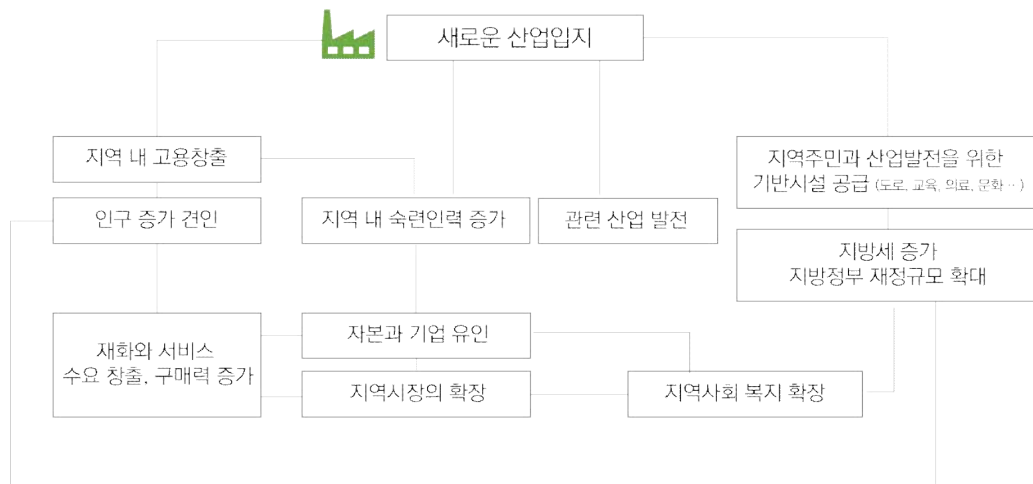 새로운 산업입지
지역 내 고용창출
지역주민과 산업발전을 위한
기반시설 공급 (도로, 교육, 의료, 문화 …)
인구 증가 견인
지역 내 숙련인력 증가
관련 산업 발전
지방세 증가
지방정부 재정규모 확대
재화와 서비스
수요 창출, 구매력 증가
자본과 기업 유인
지역시장의 확장
지역사회 복지 확장